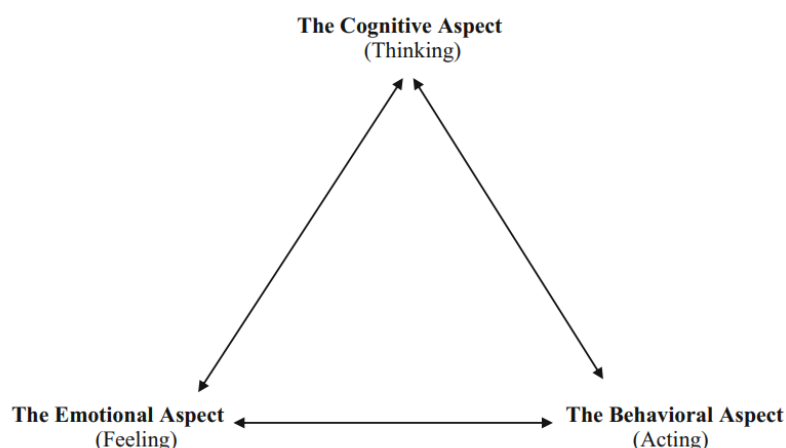 The Cognitive Aspect
(Thinking)
The Emotional Aspect
(Feeling)
The Behavioral Aspect
(Acting)